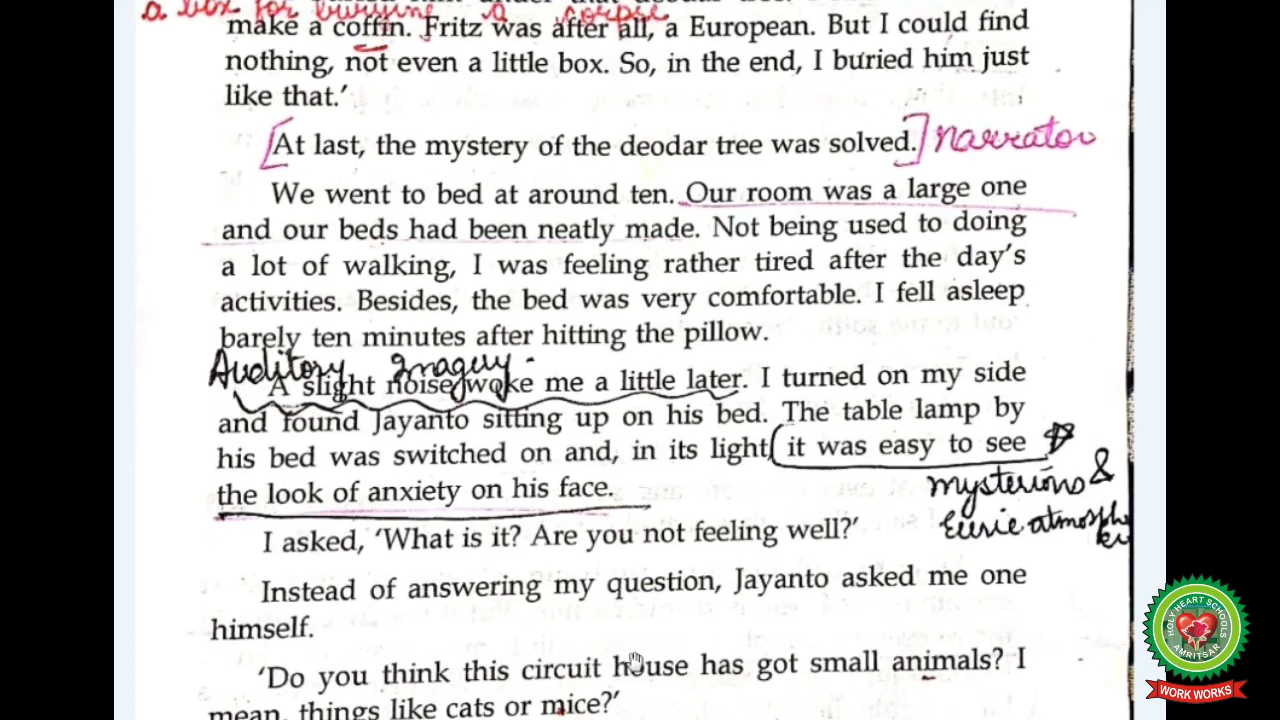 a box for burying a corpse
make a coffin. Fritz was after all, a European. But I could find
nothing, not even a little box. So, in the end, I buried him just
like that.'
[At last, the mystery of the deodar tree was solved.] Narrator
We went to bed at around ten. Our room was a large one
and our beds had been neatly made. Not being used to doing
a lot of walking, I was feeling rather tired after the day's
activities. Besides, the bed was very comfortable. I fell asleep
barely ten minutes after hitting the pillow.
Auditory Imagery -
A slight noise woke me a little later. I turned on my side
and found Jayanto sitting up on his bed. The table lamp by
his bed was switched on and, in its light, it was easy to see
the look of anxiety on his face.
mysterious &
Eerie
I asked, 'What is it? Are you not feeling well?'
Instead of answering my question, Jayanto asked me one
himself.
'Do you think this circuit house has got small animals? I
mean, things like cats or mice?'
HOLY HEART SCHOOLS
AMRITSAR
WORK WORKS